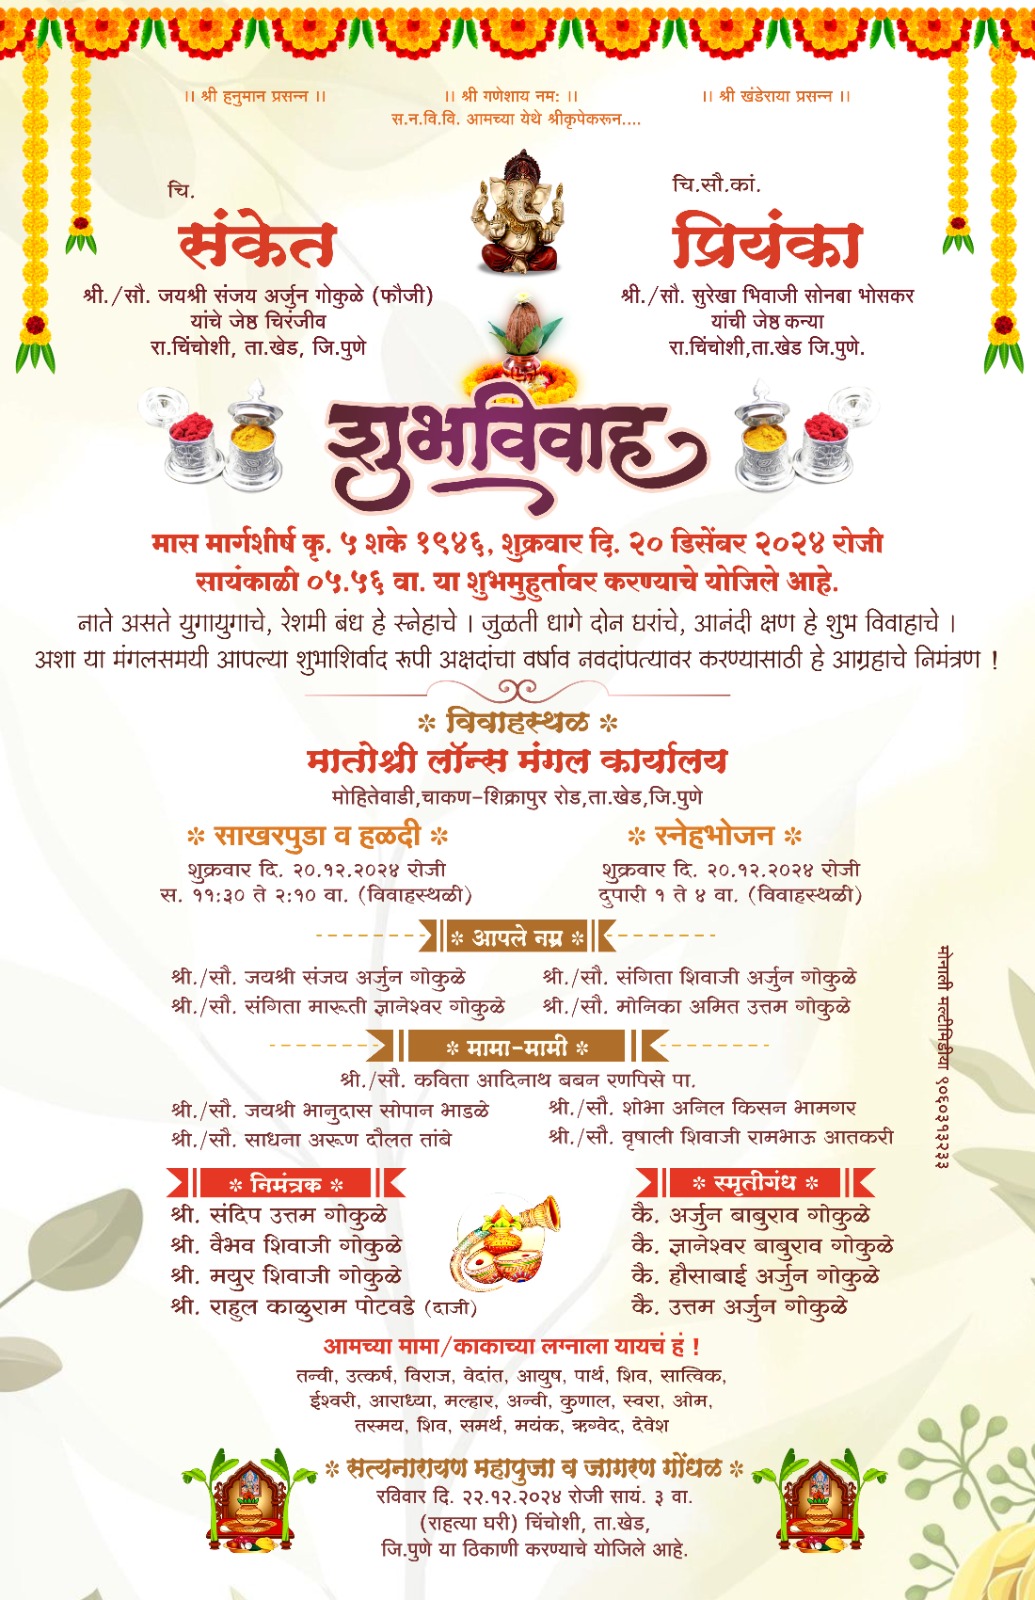 ।। श्री हनुमान प्रसन्न ।।
।। श्री गणेशाय नम: ।।
।। श्री खंडेराया प्रसन्न ।।
स.न.वि.वि. आमच्या येथे श्रीकृपेकरून....
चि.
संकेत
श्री./सौ. जयश्री संजय अर्जुन गोकुळे (फौजी)
यांचे जेष्ठ चिरंजीव
रा.चिंचोशी, ता.खेड, जि.पुणे
चि.सौ.कां.
प्रियंका
श्री./सौ. सुरेखा भिवाजी सोनबा भोसकर
यांची जेष्ठ कन्या
रा.चिंचोशी,ता.खेड जि.पुणे.
शुभविवाह
मास मार्गशीर्ष कृ. ५ शके १९४६, शुक्रवार दि. २० डिसेंबर २०२४ रोजी
सायंकाळी ०५.५६ वा. या शुभमुहुर्तावर करण्याचे योजिले आहे.
नाते असते युगायुगाचे, रेशमी बंध हे स्नेहाचे । जुळती धागे दोन घरांचे, आनंदी क्षण हे शुभ विवाहाचे ।
अशा या मंगलसमयी आपल्या शुभाशिर्वाद रूपी अक्षदांचा वर्षाव नवदांपत्यावर करण्यासाठी हे आग्रहाचे निमंत्रण !
✼ विवाहस्थळ ✼
मातोश्री लॉन्स मंगल कार्यालय
मोहितेवाडी,चाकण-शिक्रापुर रोड,ता.खेड,जि.पुणे
✼ साखरपुडा व हळदी ✼
शुक्रवार दि. २०.१२.२०२४ रोजी
स. ११:३० ते २:१० वा. (विवाहस्थळी)
✼ स्नेहभोजन ✼
शुक्रवार दि. २०.१२.२०२४ रोजी
दुपारी १ ते ४ वा. (विवाहस्थळी)
✼ आपले नम्र ✼
श्री./सौ. जयश्री संजय अर्जुन गोकुळे
श्री./सौ. संगिता शिवाजी अर्जुन गोकुळे
श्री./सौ. संगिता मारूती ज्ञानेश्वर गोकुळे
श्री./सौ. मोनिका अमित उत्तम गोकुळे
✼ मामा-मामी ✼
श्री./सौ. कविता आदिनाथ बबन रणपिसे पा.
श्री./सौ. जयश्री भानुदास सोपान भाडळे
श्री./सौ. शोभा अनिल किसन भामगर
श्री./सौ. साधना अरूण दौलत तांबे
श्री./सौ. वृषाली शिवाजी रामभाऊ आतकरी
मोनाली मल्टीमिडीया ९०६०३१३२३३
✼ निमंत्रक ✼
श्री. संदिप उत्तम गोकुळे
श्री. वैभव शिवाजी गोकुळे
श्री. मयुर शिवाजी गोकुळे
श्री. राहुल काळुराम पोटवडे (दाजी)
✼ स्मृतीगंध ✼
कै. अर्जुन बाबुराव गोकुळे
कै. ज्ञानेश्वर बाबुराव गोकुळे
कै. हौसाबाई अर्जुन गोकुळे
कै. उत्तम अर्जुन गोकुळे
आमच्या मामा/काकाच्या लग्नाला यायचं हं !
तन्वी, उत्कर्ष, विराज, वेदांत, आयुष, पार्थ, शिव, सात्विक,
ईश्वरी, आराध्या, मल्हार, अन्वी, कुणाल, स्वरा, ओम,
तस्मय, शिव, समर्थ, मयंक, ऋग्वेद, देवेश
✼ सत्यनारायण महापुजा व जागरण गोंधळ ✼
रविवार दि. २२.१२.२०२४ रोजी सायं. ३ वा.
(राहत्या घरी) चिंचोशी, ता.खेड,
जि.पुणे या ठिकाणी करण्याचे योजिले आहे.